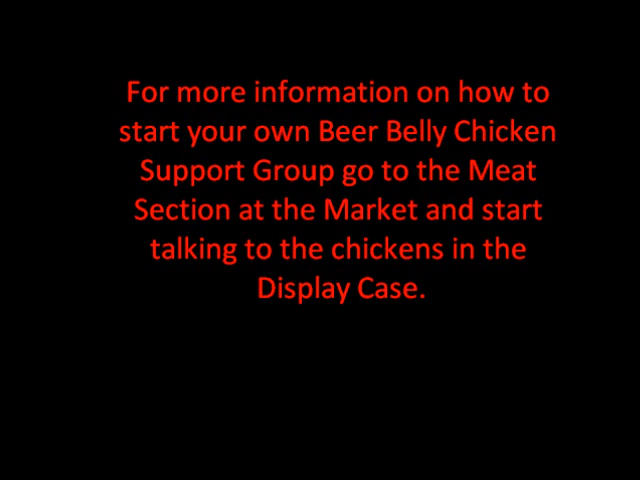 For more information on how to
start your own Beer Belly Chicken
Support Group go to the Meat
Section at the Market and start
talking to the chickens in the
Display Case.